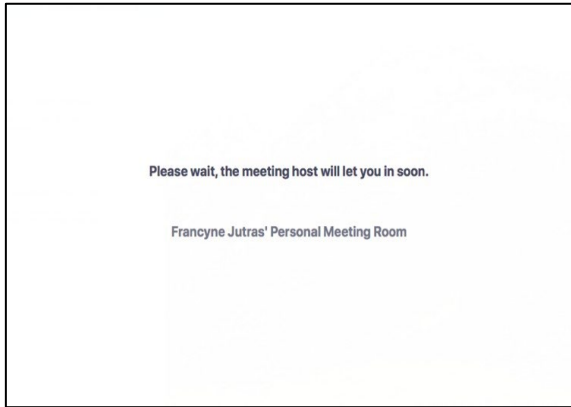 Please wait, the meeting host will let you in soon.
Francyne Jutras' Personal Meeting Room